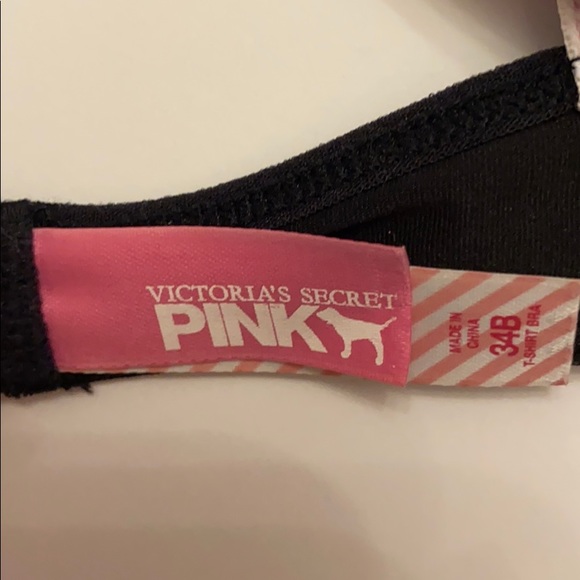 VICTORIA'S SECRET
PINK
MADE IN
CHINA
34B
T-SHIRT BRA